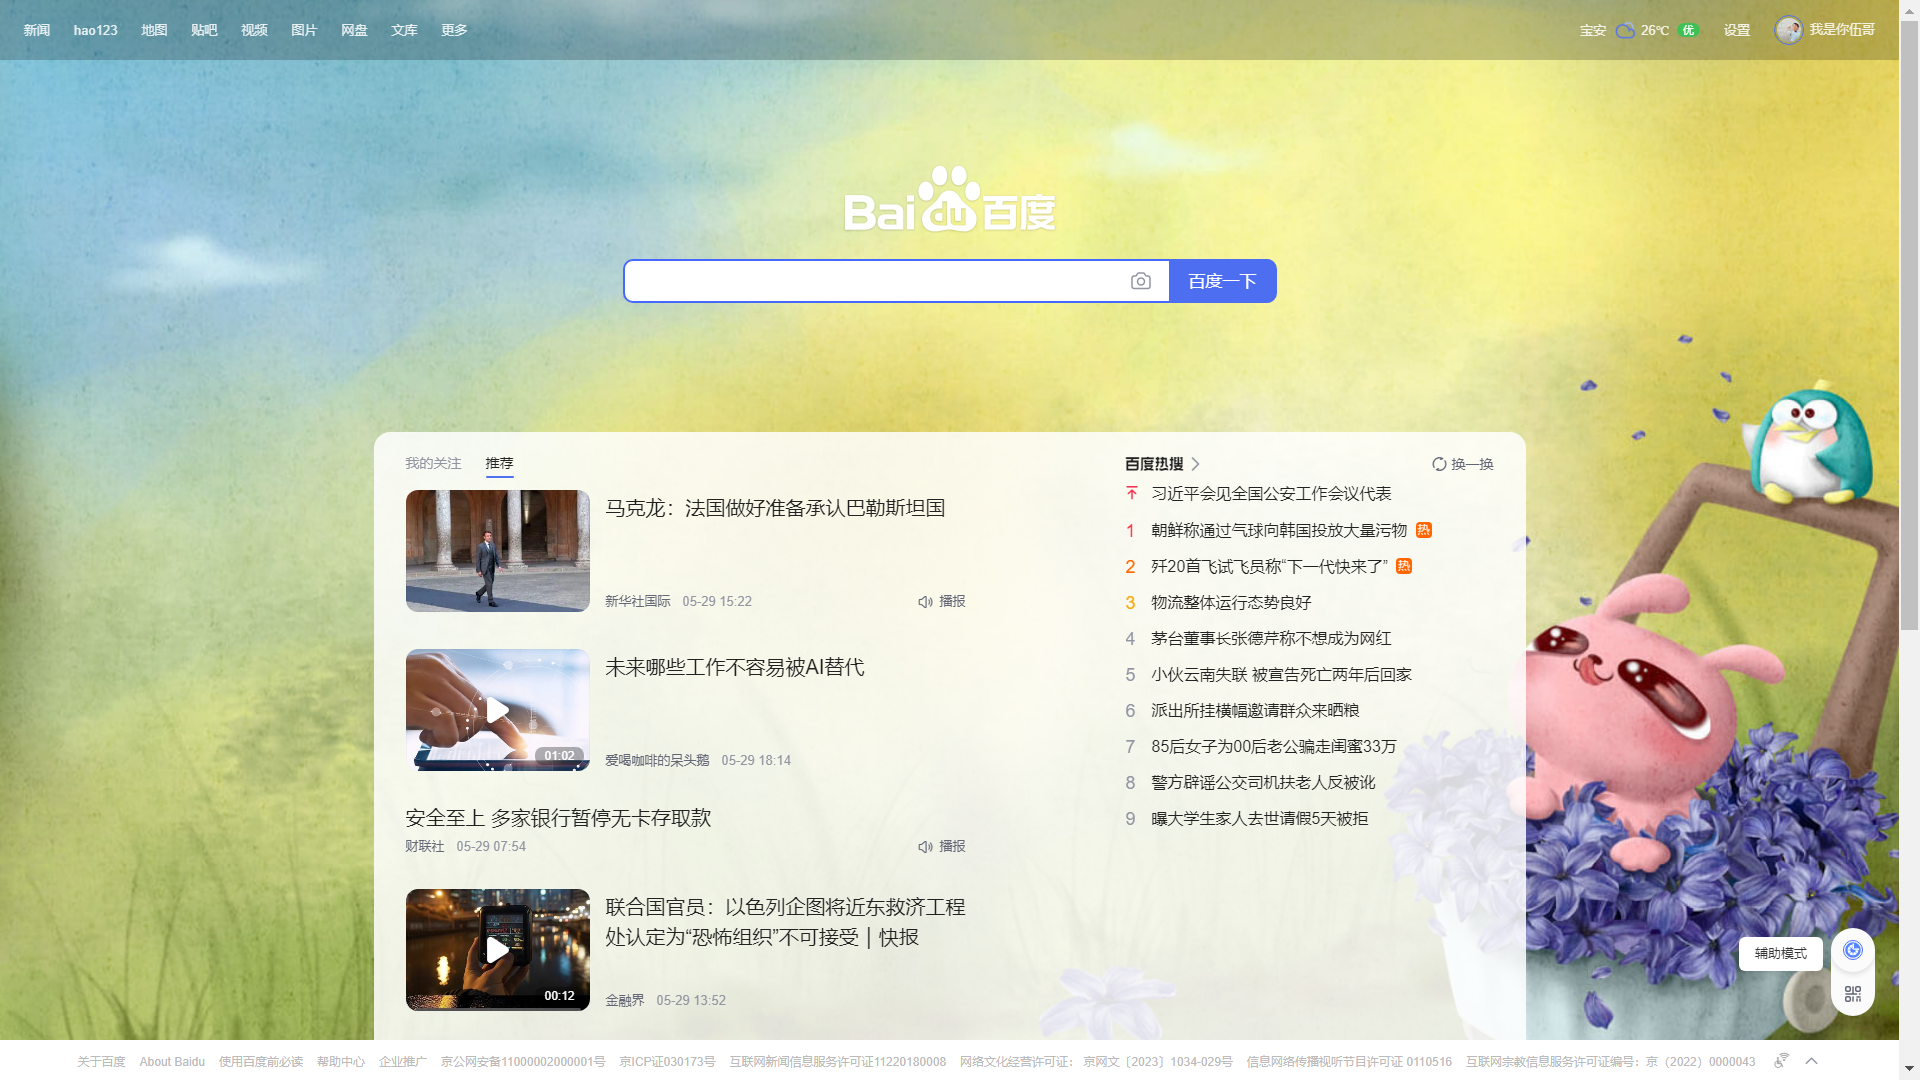 新闻
hao123
地图
贴吧
视频
图片
网盘
文库
更多
宝安
26℃
优
设置
我是你伍哥
Bai du 百度
百度一下
我的关注
推荐
马克龙：法国做好准备承认巴勒斯坦国
新华社国际 05-29 15:22
播报
01:02
未来哪些工作不容易被AI替代
爱喝咖啡的呆头鹅 05-29 18:14
安全至上 多家银行暂停无卡存取款
财联社 05-29 07:54
播报
00:12
联合国官员：以色列企图将近东救济工程
处认定为“恐怖组织”不可接受｜快报
金融界 05-29 13:52
百度热搜
换一换
习近平会见全国公安工作会议代表
1 朝鲜称通过气球向韩国投放大量污物 热
2 歼20首飞试飞员称“下一代快来了” 热
3 物流整体运行态势良好
4 茅台董事长张德芹称不想成为网红
5 小伙云南失联 被宣告死亡两年后回家
6 派出所挂横幅邀请群众来晒粮
7 85后女子为00后老公骗走闺蜜33万
8 警方辟谣公交司机扶老人反被讹
9 曝大学生家人去世请假5天被拒
辅助模式
关于百度
About Baidu
使用百度前必读
帮助中心
企业推广
京公网安备11000002000001号
京ICP证030173号
互联网新闻信息服务许可证11220180008
网络文化经营许可证： 京网文〔2023〕1034-029号
信息网络传播视听节目许可证 0110516
互联网宗教信息服务许可证编号：京（2022）0000043